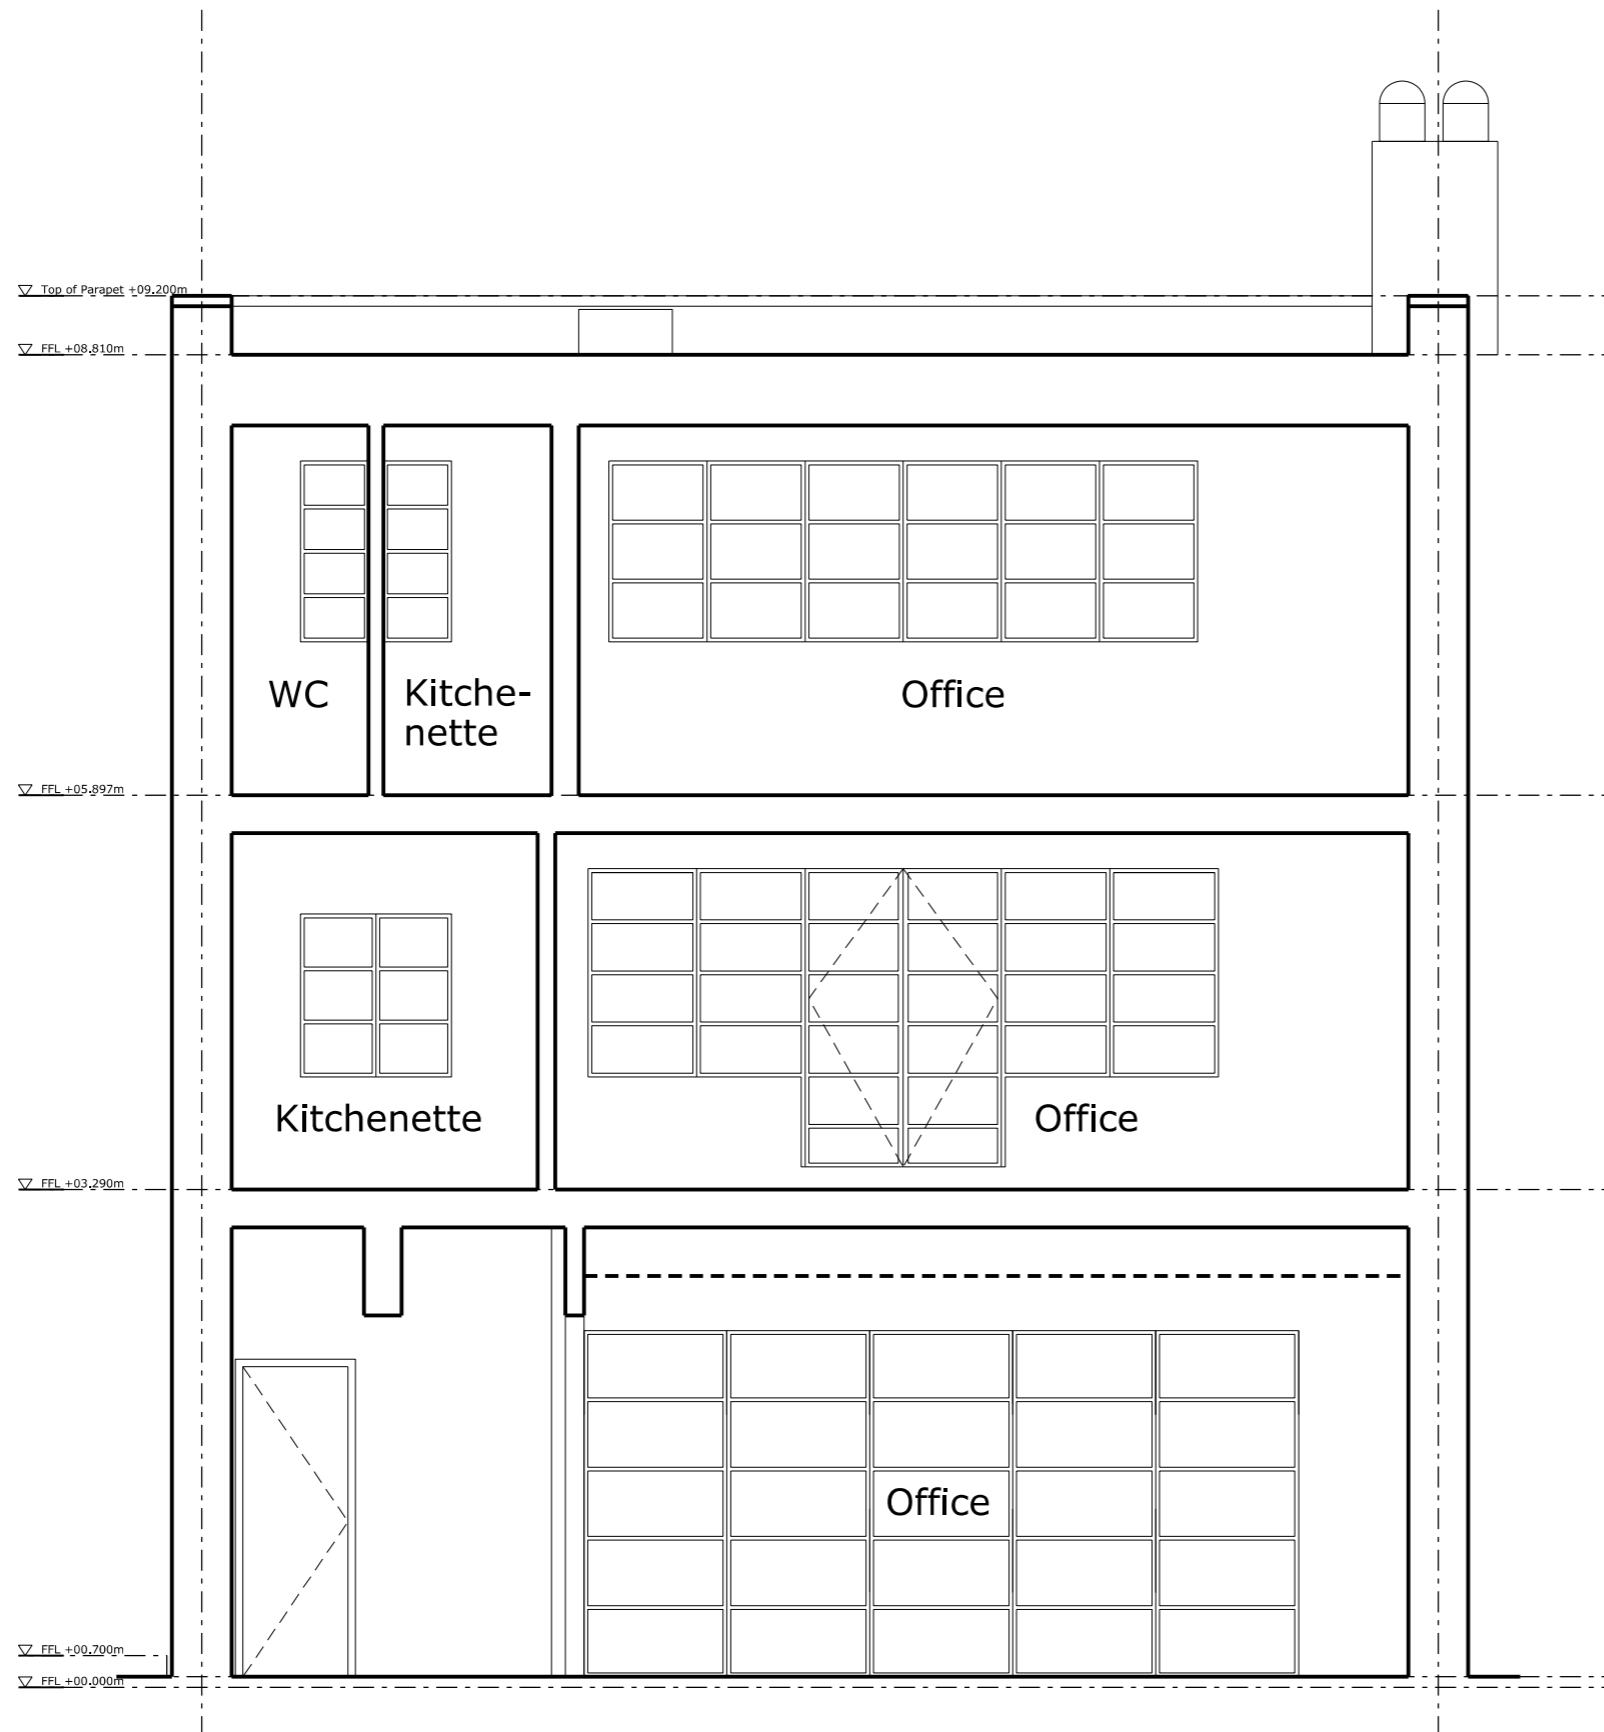 Top of Parapet +09.200m
FFL +08.810m
WC
Kitche-
nette
Office
FFL +05.897m
Kitchenette
Office
FFL +03.290m
Office
FFL +00.700m
FFL +00.000m